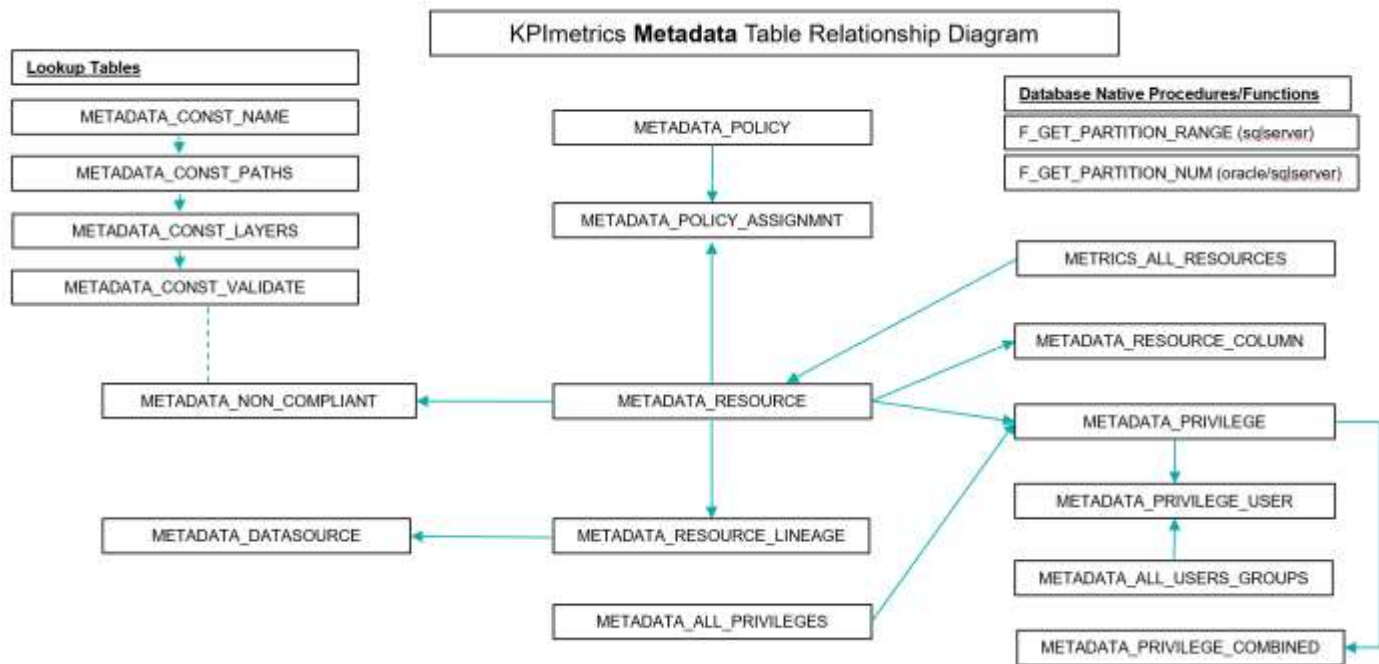 KPImetrics Metadata Table Relationship Diagram
Lookup Tables
METADATA_CONST_NAME
METADATA_CONST_PATHS
METADATA_CONST_LAYERS
METADATA_CONST_VALIDATE
METADATA_NON_COMPLIANT
METADATA_DATASOURCE
METADATA_POLICY
METADATA_POLICY_ASSIGNMNT
METADATA_RESOURCE
METADATA_RESOURCE_LINEAGE
METADATA_ALL_PRIVILEGES
Database Native Procedures/Functions
F_GET_PARTITION_RANGE (sqlserver)
F_GET_PARTITION_NUM (oracle/sqlserver)
METRICS_ALL_RESOURCES
METADATA_RESOURCE_COLUMN
METADATA_PRIVILEGE
METADATA_PRIVILEGE_USER
METADATA_ALL_USERS_GROUPS
METADATA_PRIVILEGE_COMBINED